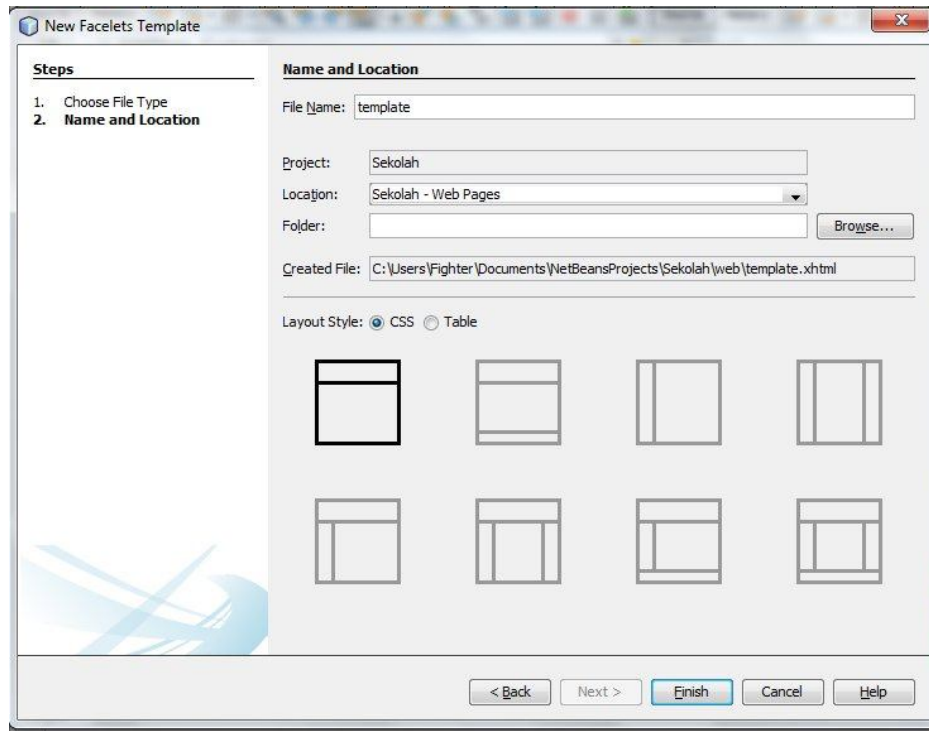 New Facelets Template
x
Steps
1. Choose File Type
2. Name and Location
Name and Location
File Name: template
Project: Sekolah
Location: Sekolah - Web Pages
Folder:
Browse...
Created File: C:\Users\Fighter\Documents\NetBeansProjects\Sekolah\web\template.xhtml
Layout Style: CSS Table
< Back Next > Finish Cancel Help